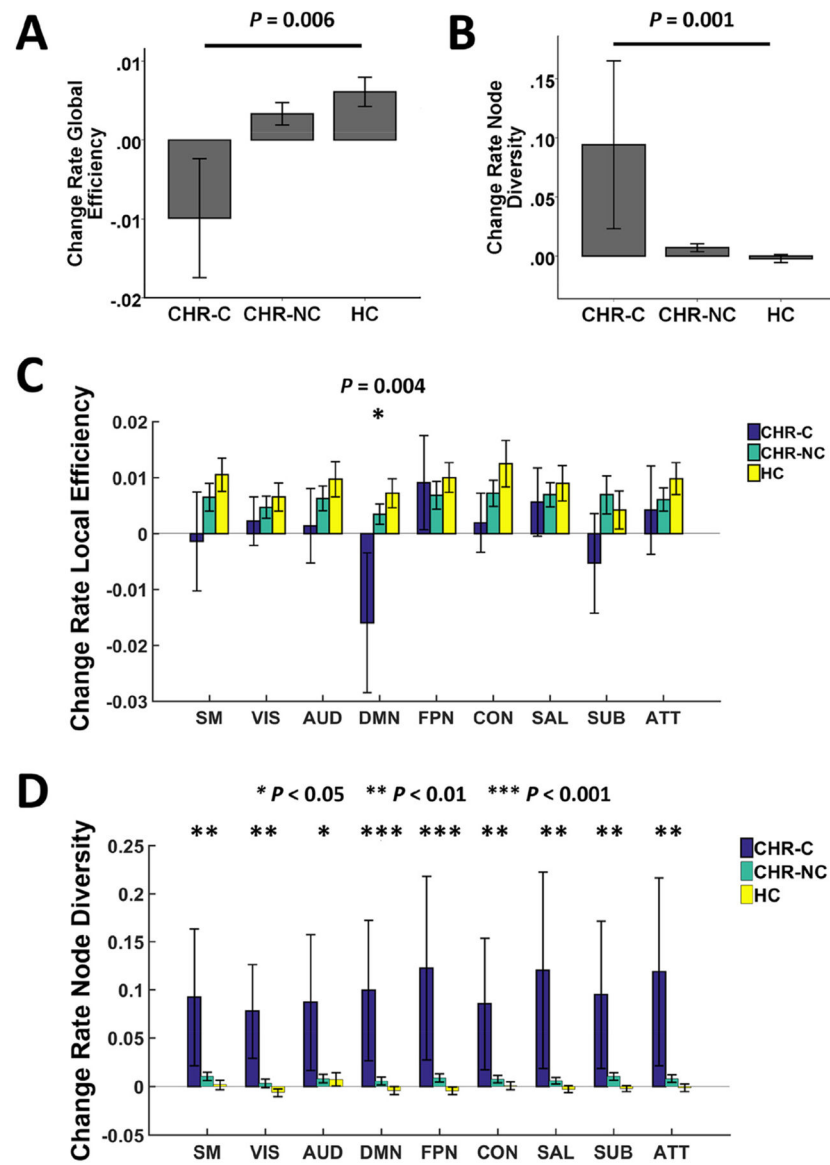 A
P = 0.006
Change Rate Global
Efficiency
.01
.00
-.01
-.02
CHR-C CHR-NC HC
B
P = 0.001
Change Rate Node
Diversity
.15
.10
.05
.00
CHR-C CHR-NC HC
C
P = 0.004
*
Change Rate Local Efficiency
0.02
0.01
0
-0.01
-0.02
-0.03
SM VIS AUD DMN FPN CON SAL SUB ATT
CHR-C
CHR-NC
HC
D
* P < 0.05 ** P < 0.01 *** P < 0.001
** ** * *** *** ** ** ** **
Change Rate Node Diversity
0.25
0.2
0.15
0.1
0.05
0
-0.05
SM VIS AUD DMN FPN CON SAL SUB ATT
CHR-C
CHR-NC
HC